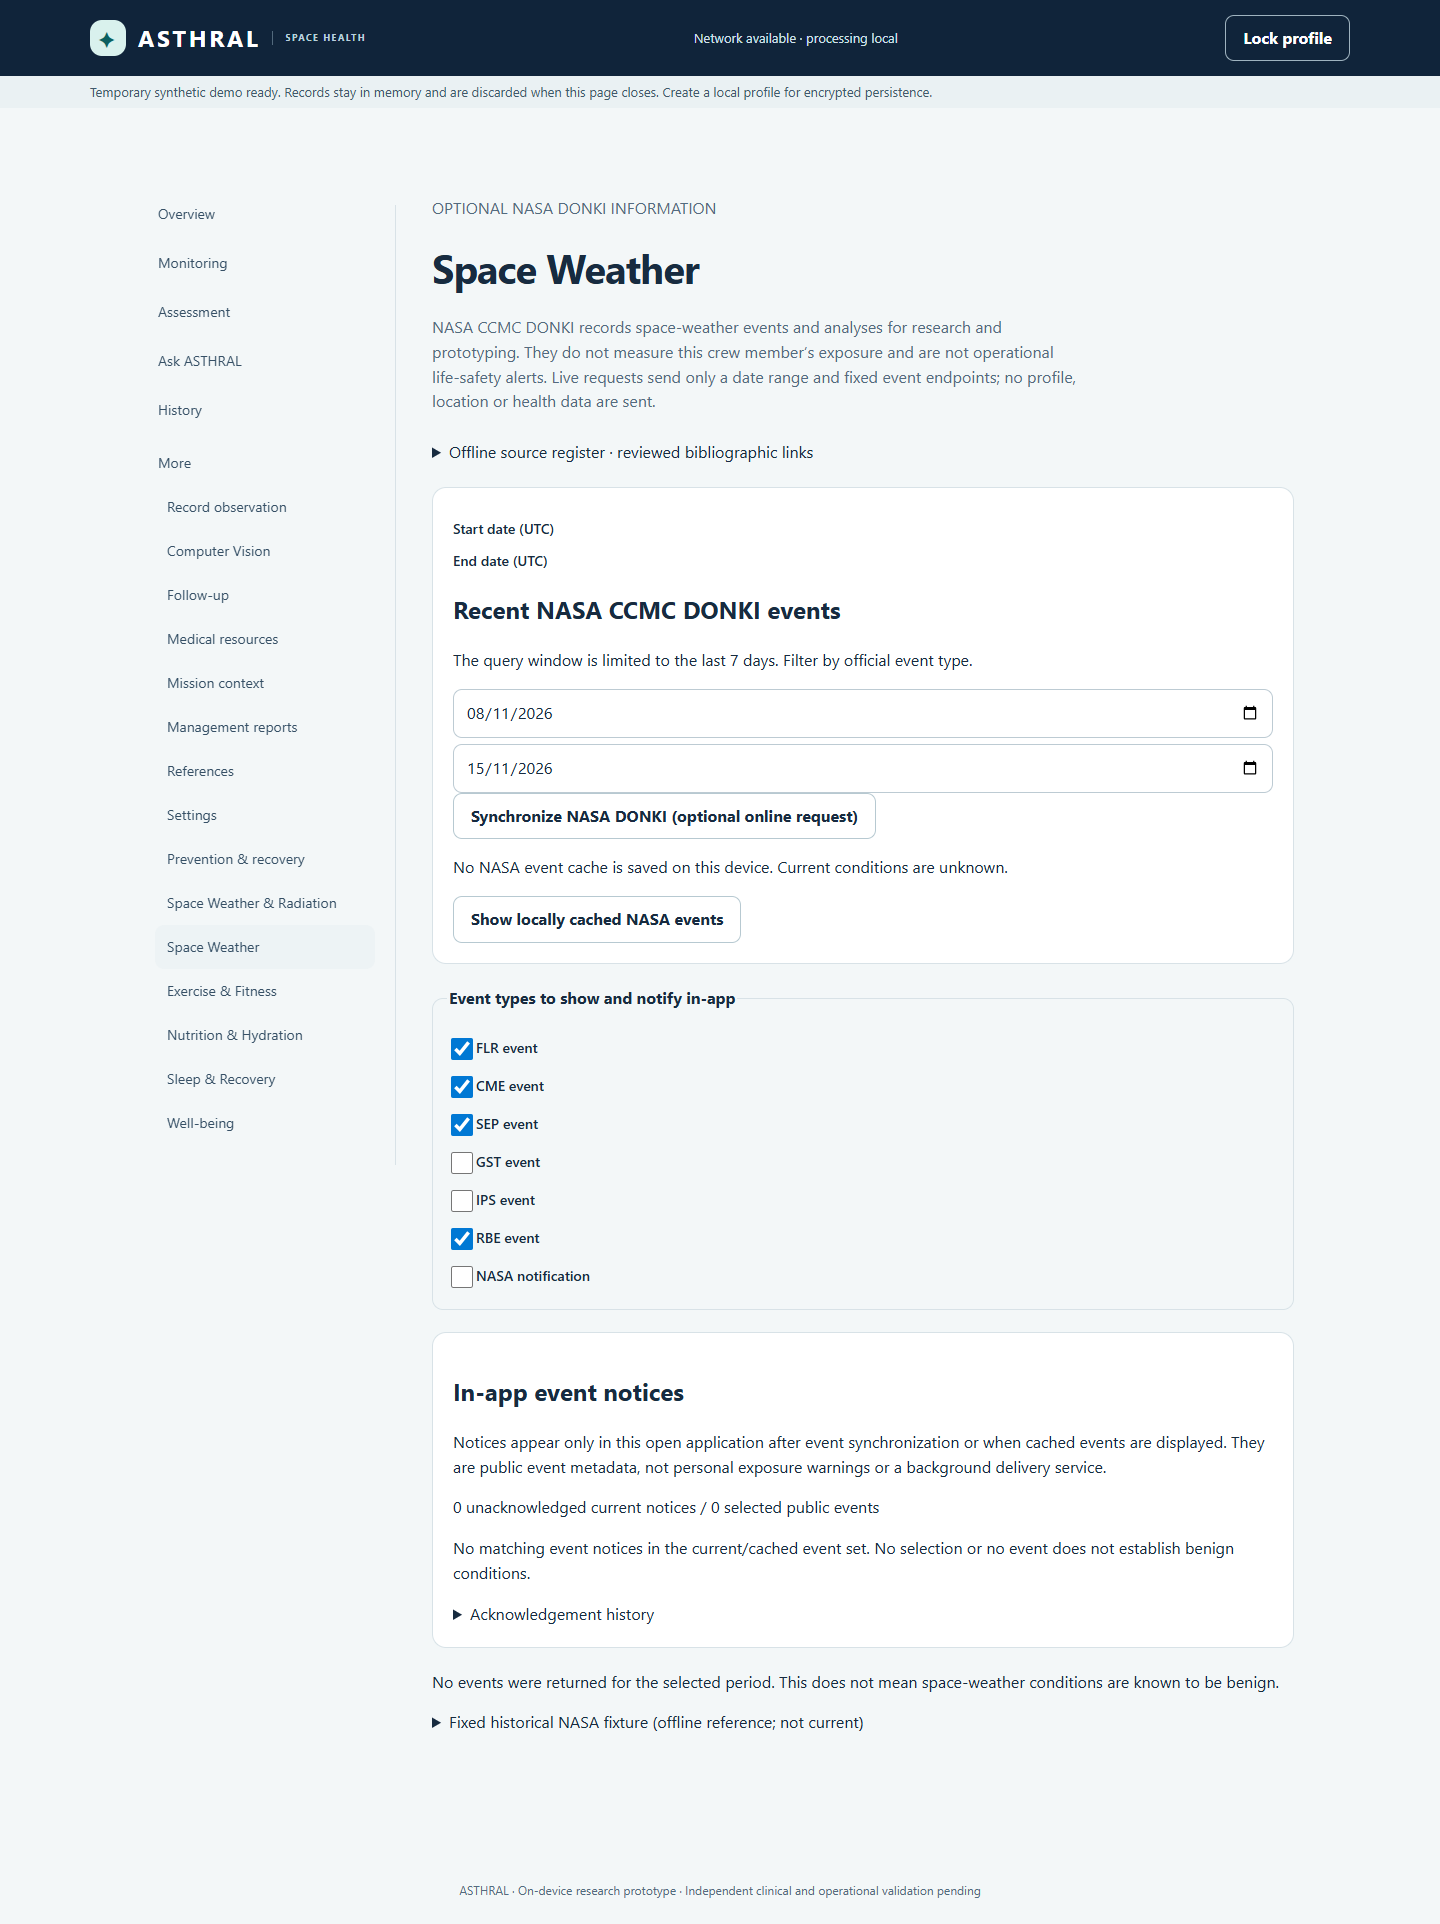 ASTHRAL
SPACE HEALTH
Network available · processing local
Lock profile
Temporary synthetic demo ready. Records stay in memory and are discarded when this page closes. Create a local profile for encrypted persistence.
Overview
Monitoring
Assessment
Ask ASTHRAL
History
More
Record observation
Computer Vision
Follow-up
Medical resources
Mission context
Management reports
References
Settings
Prevention & recovery
Space Weather & Radiation
Space Weather
Exercise & Fitness
Nutrition & Hydration
Sleep & Recovery
Well-being
OPTIONAL NASA DONKI INFORMATION
Space Weather
NASA CCMC DONKI records space-weather events and analyses for research and
prototyping. They do not measure this crew member’s exposure and are not operational
life-safety alerts. Live requests send only a date range and fixed event endpoints; no profile,
location or health data are sent.
Offline source register · reviewed bibliographic links
Start date (UTC)
End date (UTC)
Recent NASA CCMC DONKI events
The query window is limited to the last 7 days. Filter by official event type.
08/11/2026
15/11/2026
Synchronize NASA DONKI (optional online request)
No NASA event cache is saved on this device. Current conditions are unknown.
Show locally cached NASA events
Event types to show and notify in-app
FLR event
CME event
SEP event
GST event
IPS event
RBE event
NASA notification
In-app event notices
Notices appear only in this open application after event synchronization or when cached events are displayed. They
are public event metadata, not personal exposure warnings or a background delivery service.
0 unacknowledged current notices / 0 selected public events
No matching event notices in the current/cached event set. No selection or no event does not establish benign
conditions.
Acknowledgement history
No events were returned for the selected period. This does not mean space-weather conditions are known to be benign.
Fixed historical NASA fixture (offline reference; not current)
ASTHRAL · On-device research prototype · Independent clinical and operational validation pending